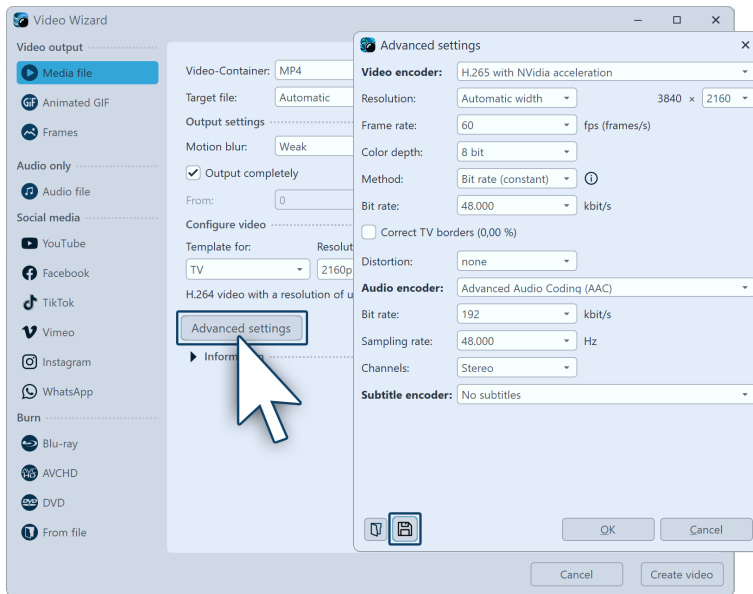 Video Wizard
Video output
Media file
Animated GIF
Frames
Audio only
Audio file
Social media
YouTube
Facebook
TikTok
Vimeo
Instagram
WhatsApp
Burn
Blu-ray
AVCHD
DVD
From file
Video-Container: MP4
Target file: Automatic
Output settings
Motion blur: Weak
Output completely
From: 0
Configure video
Template for: Resolut
TV 2160p
H.264 video with a resolution of u
Advanced settings
Advanced settings
Video encoder: H.265 with NVidia acceleration
Resolution: Automatic width 3840 × 2160
Frame rate: 60 fps (frames/s)
Color depth: 8 bit
Method: Bit rate (constant)
Bit rate: 48.000 kbit/s
Correct TV borders (0,00 %)
Distortion: none
Audio encoder: Advanced Audio Coding (AAC)
Bit rate: 192 kbit/s
Sampling rate: 48.000 Hz
Channels: Stereo
Subtitle encoder: No subtitles
OK Cancel
Cancel Create video